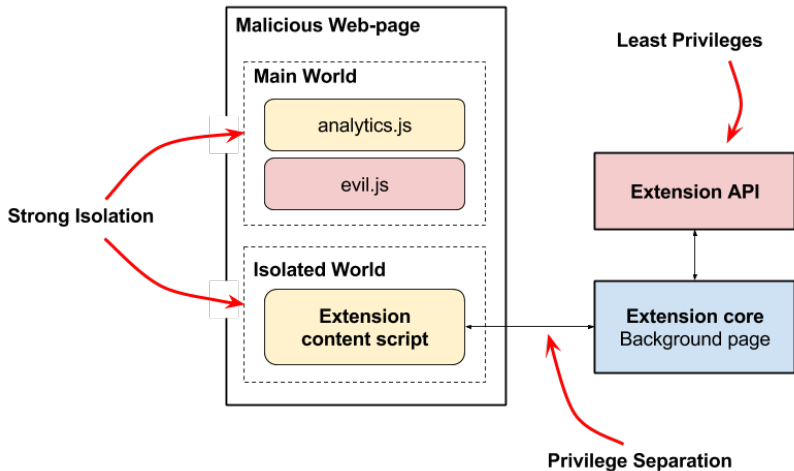 Malicious Web-page
Least Privileges
Main World
analytics.js
evil.js
Extension API
Strong Isolation
Isolated World
Extension
content script
Extension core
Background page
Privilege Separation